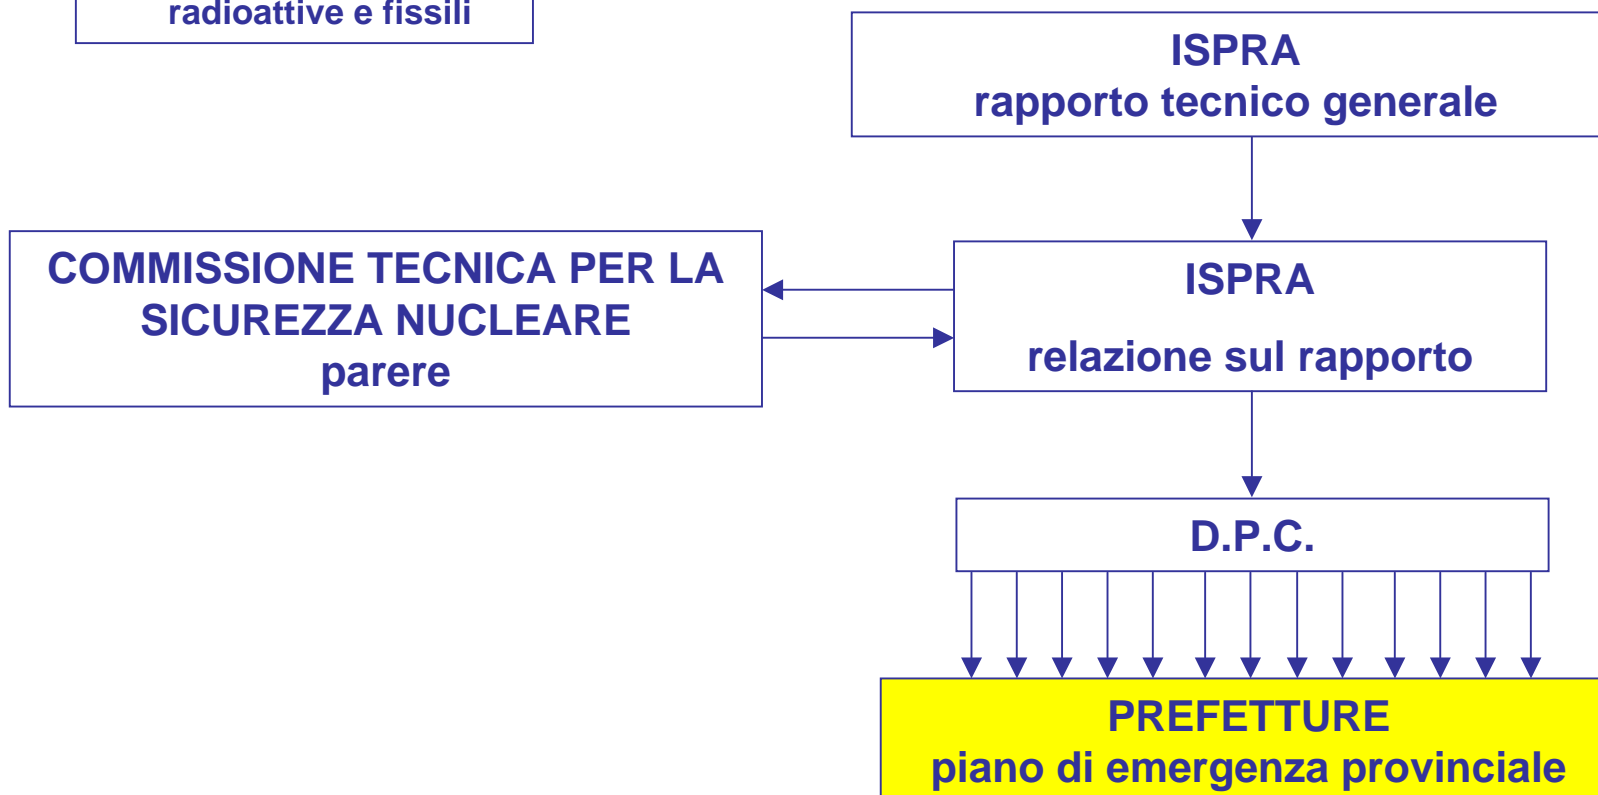 radioattive e fissili
ISPRA
rapporto tecnico generale
COMMISSIONE TECNICA PER LA
SICUREZZA NUCLEARE
parere
ISPRA
relazione sul rapporto
D.P.C.
PREFETTURE
piano di emergenza provinciale